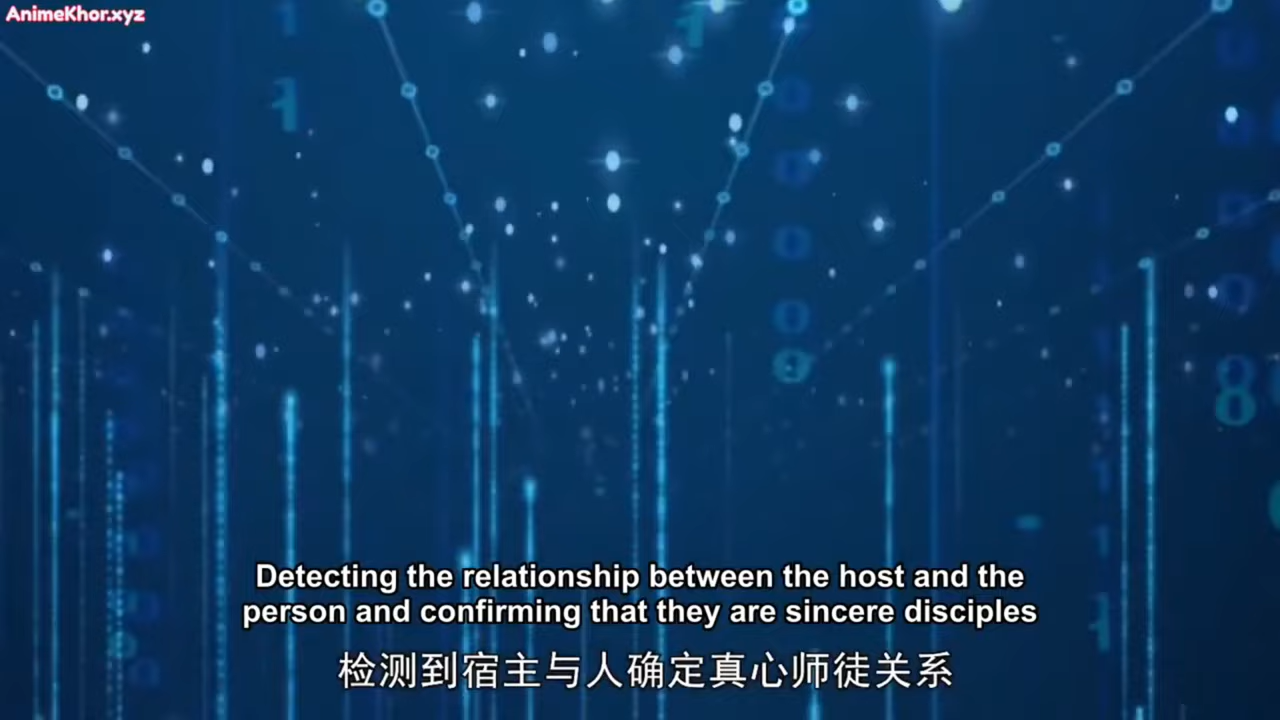 AnimeKhor.xyz
Detecting the relationship between the host and the
person and confirming that they are sincere disciples
检测到宿主与人确定真心师徒关系